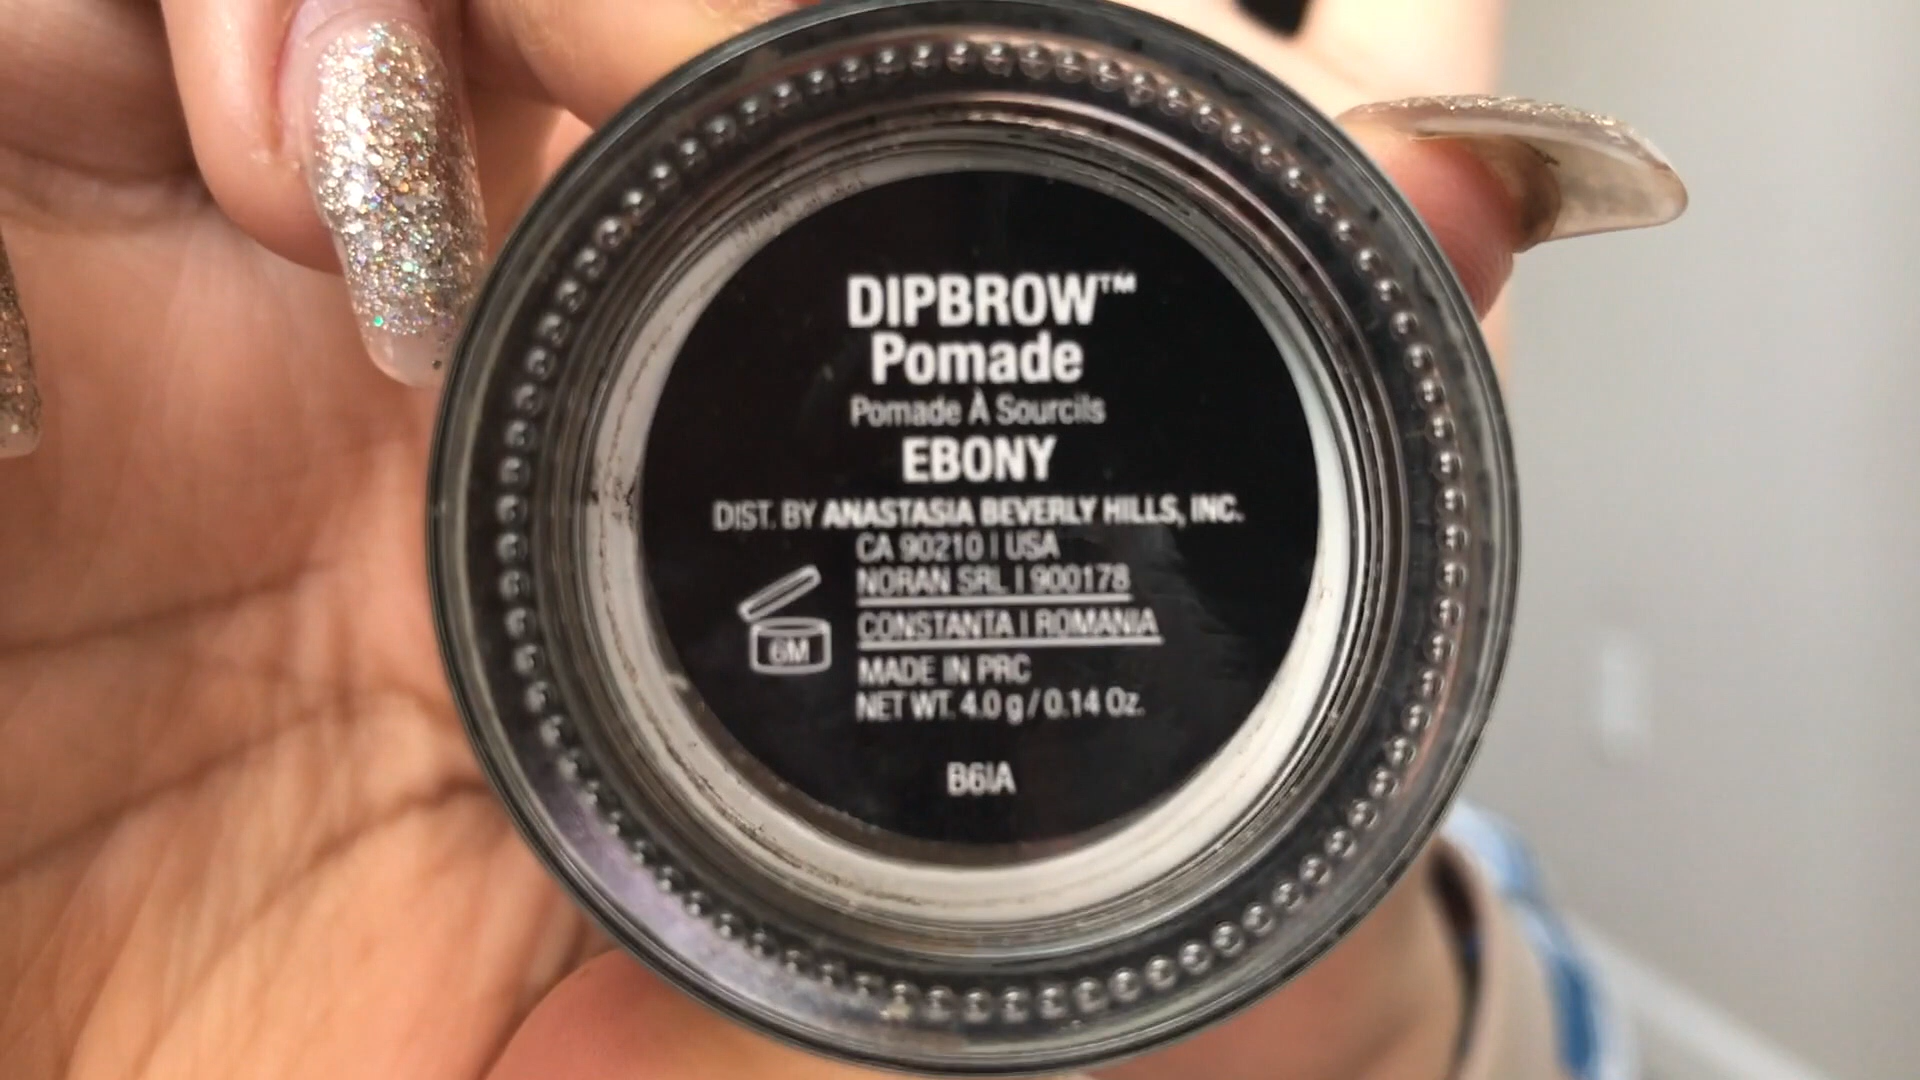 DIPBROW™
Pomade
Pomade À Sourcils
EBONY
DIST. BY ANASTASIA BEVERLY HILLS, INC.
CA 90210 | USA
NORAN SRL | 900178
CONSTANTA | ROMANIA
6M
MADE IN PRC
NET WT. 4.0 g / 0.14 Oz.
B6IA